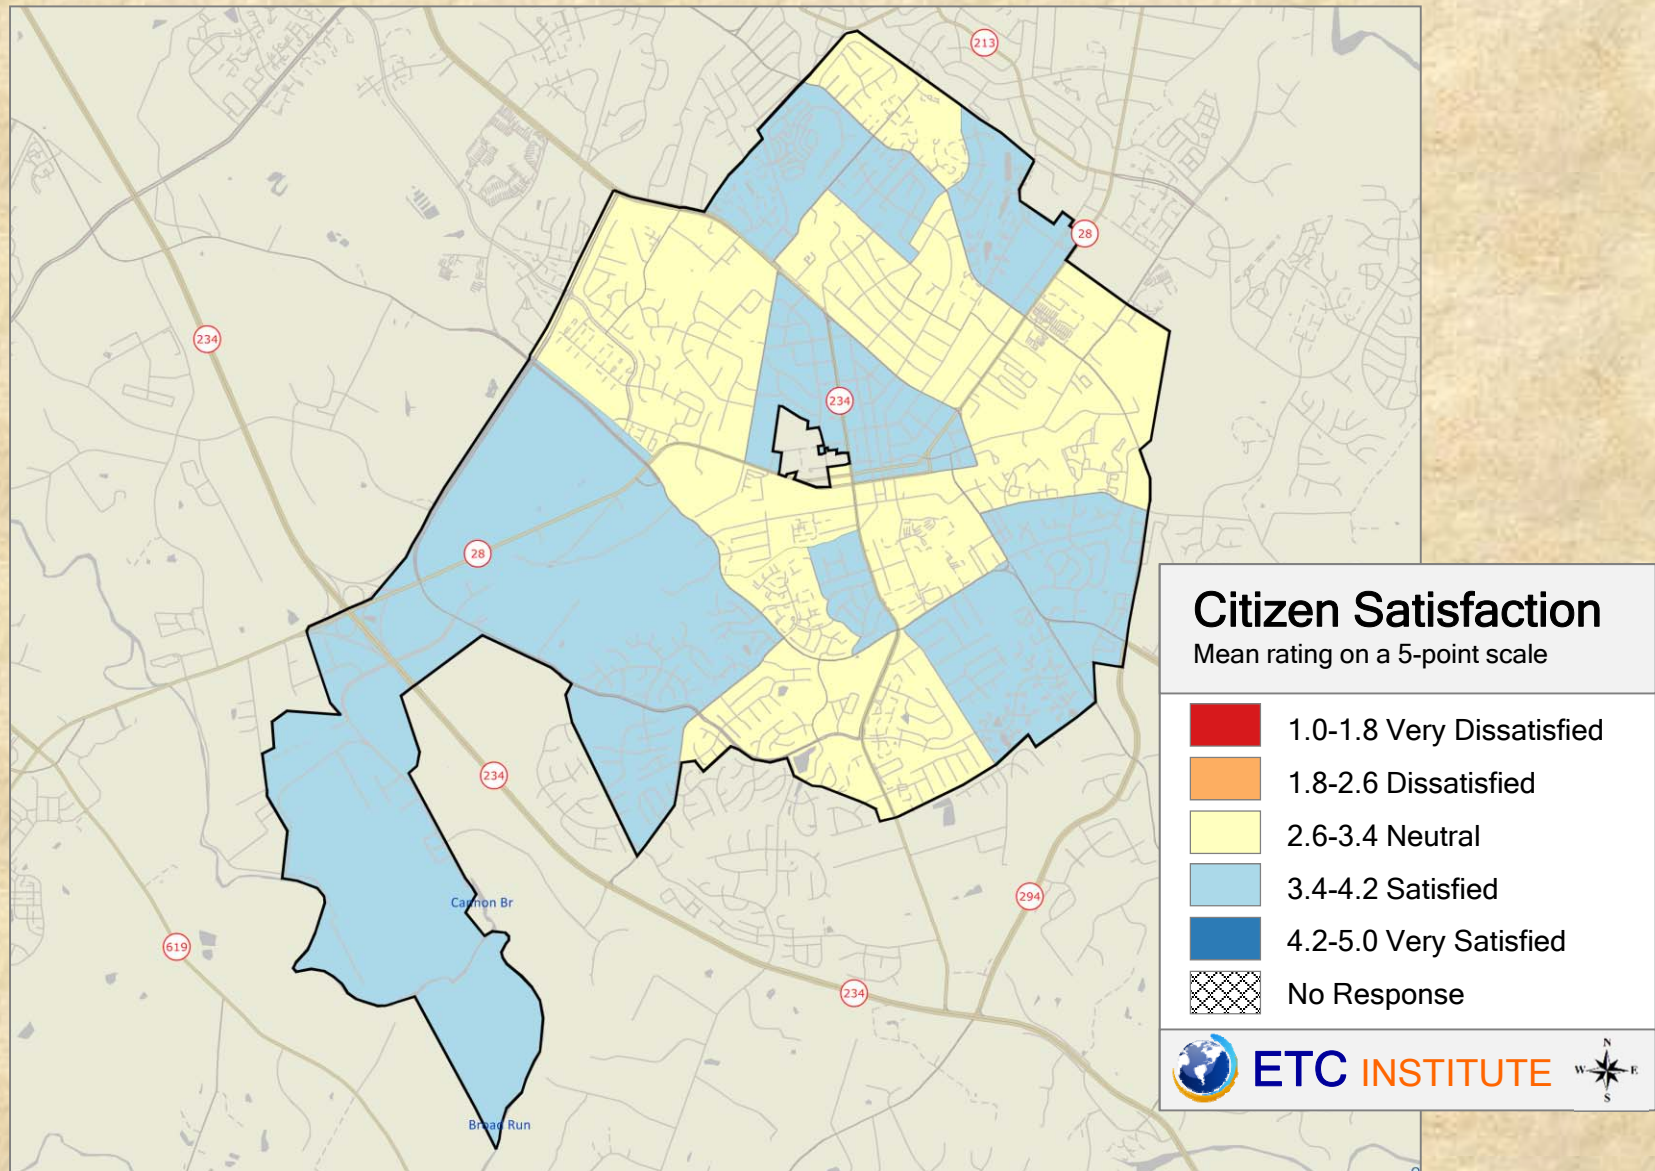 213
28
234
234
28
234
Cannon Br
294
619
234
Broad Run
Citizen Satisfaction
Mean rating on a 5-point scale
1.0-1.8 Very Dissatisfied
1.8-2.6 Dissatisfied
2.6-3.4 Neutral
3.4-4.2 Satisfied
4.2-5.0 Very Satisfied
No Response
ETC INSTITUTE
N
W E
S